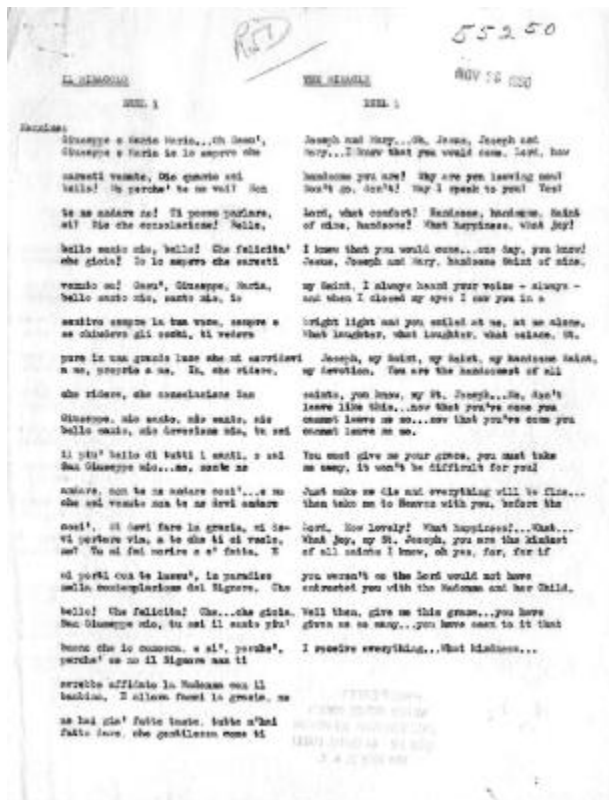 55250
RSD
NOV 1950
IL MIRACOLO
THE MIRACLE
REEL 1
REEL 1
Nannina:
Giuseppe e Maria Maria...Oh Gesu',
Giuseppe e Maria io lo sapevo che
saresti venuto, Dio quanto sei
bello! Ma perche' te ne vai? Non
te ne andare no! Ti posso parlare,
si? Dio che consolazione! Bello,
bello santo mio, bello! Che felicita'
che gioia! Io lo sapevo che saresti
venuto se! Gesu', Giuseppe, Maria,
bello santo mio, santo mio, io
sentivo sempre la tua voce, sempre e
se chiudevo gli occhi, ti vedevo
pure in una grande luce che mi sorridevi
a me, proprio a me. Ih, che ridere,
che ridere, che consolazione San
Giuseppe, mio santo, mio santo, mio
bello santo, mia devozione mia, tu sei
il piu' bello di tutti i santi, o sai
San Giuseppe mio...no, santo no
andare, non te ne andare cosi'...e mo
che sei venuto non te ne devi andare
cosi'. Mi devi fare la grazia, mi de-
vi portare via, a te che ti ci vuole,
no? Tu mi fai morire e e' fatta. E
mi porti con te lassu', in paradiso
nella contemplazione del Signore. Che
bello! Che felicita! Che...che gioia.
San Giuseppe mio, tu sei il santo piu'
buono che io conosca, e si', perche',
perche' se no il Signore non ti
avrebbe affidato la Madonna con il
bambino. E allora fammi la grazia, me
ne hai gia' fatte tante, tutte m'hai
fatto fare, che gentilezza come ti
Joseph and Mary...Oh, Jesus, Joseph and
Mary...I knew that you would come. Lord, how
handsome you are! Why are you leaving now?
Don't go, don't! May I speak to you? Yes?
Lord, what comfort! Handsome, handsome, Saint
of mine, handsome! What happiness, what joy!
I knew that you would come...one day, you know!
Jesus, Joseph and Mary, handsome Saint of mine,
my Saint, I always heard your voice - always -
and when I closed my eyes I saw you in a
bright light and you smiled at me, at me alone.
What laughter, what laughter, what solace, St.
Joseph, my Saint, my Saint, my handsome Saint,
my devotion. You are the handsomest of all
saints, you know, my St. Joseph...No, don't
leave like this...now that you've come you
cannot leave me so...now that you've come you
cannot leave me so.
You must give me your grace, you must take
me away, it won't be difficult for you!
Just make me die and everything will be fine...
then take me to Heaven with you, before the
Lord. How lovely! What happiness!...What...
What joy, my St. Joseph, you are the kindest
of all saints I know, oh yes, for, for if
you weren't so the Lord would not have
entrusted you with the Madonna and her Child.
Well then, give me this grace...you have
given me so many...you have seen to it that
I receive everything...What kindness...